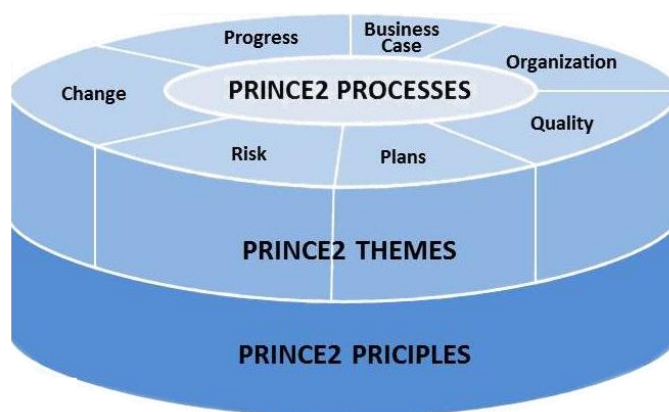 Progress
Business
Case
Organization
Change
PRINCE2 PROCESSES
Quality
Risk
Plans
PRINCE2 THEMES
PRINCE2 PRICIPLES